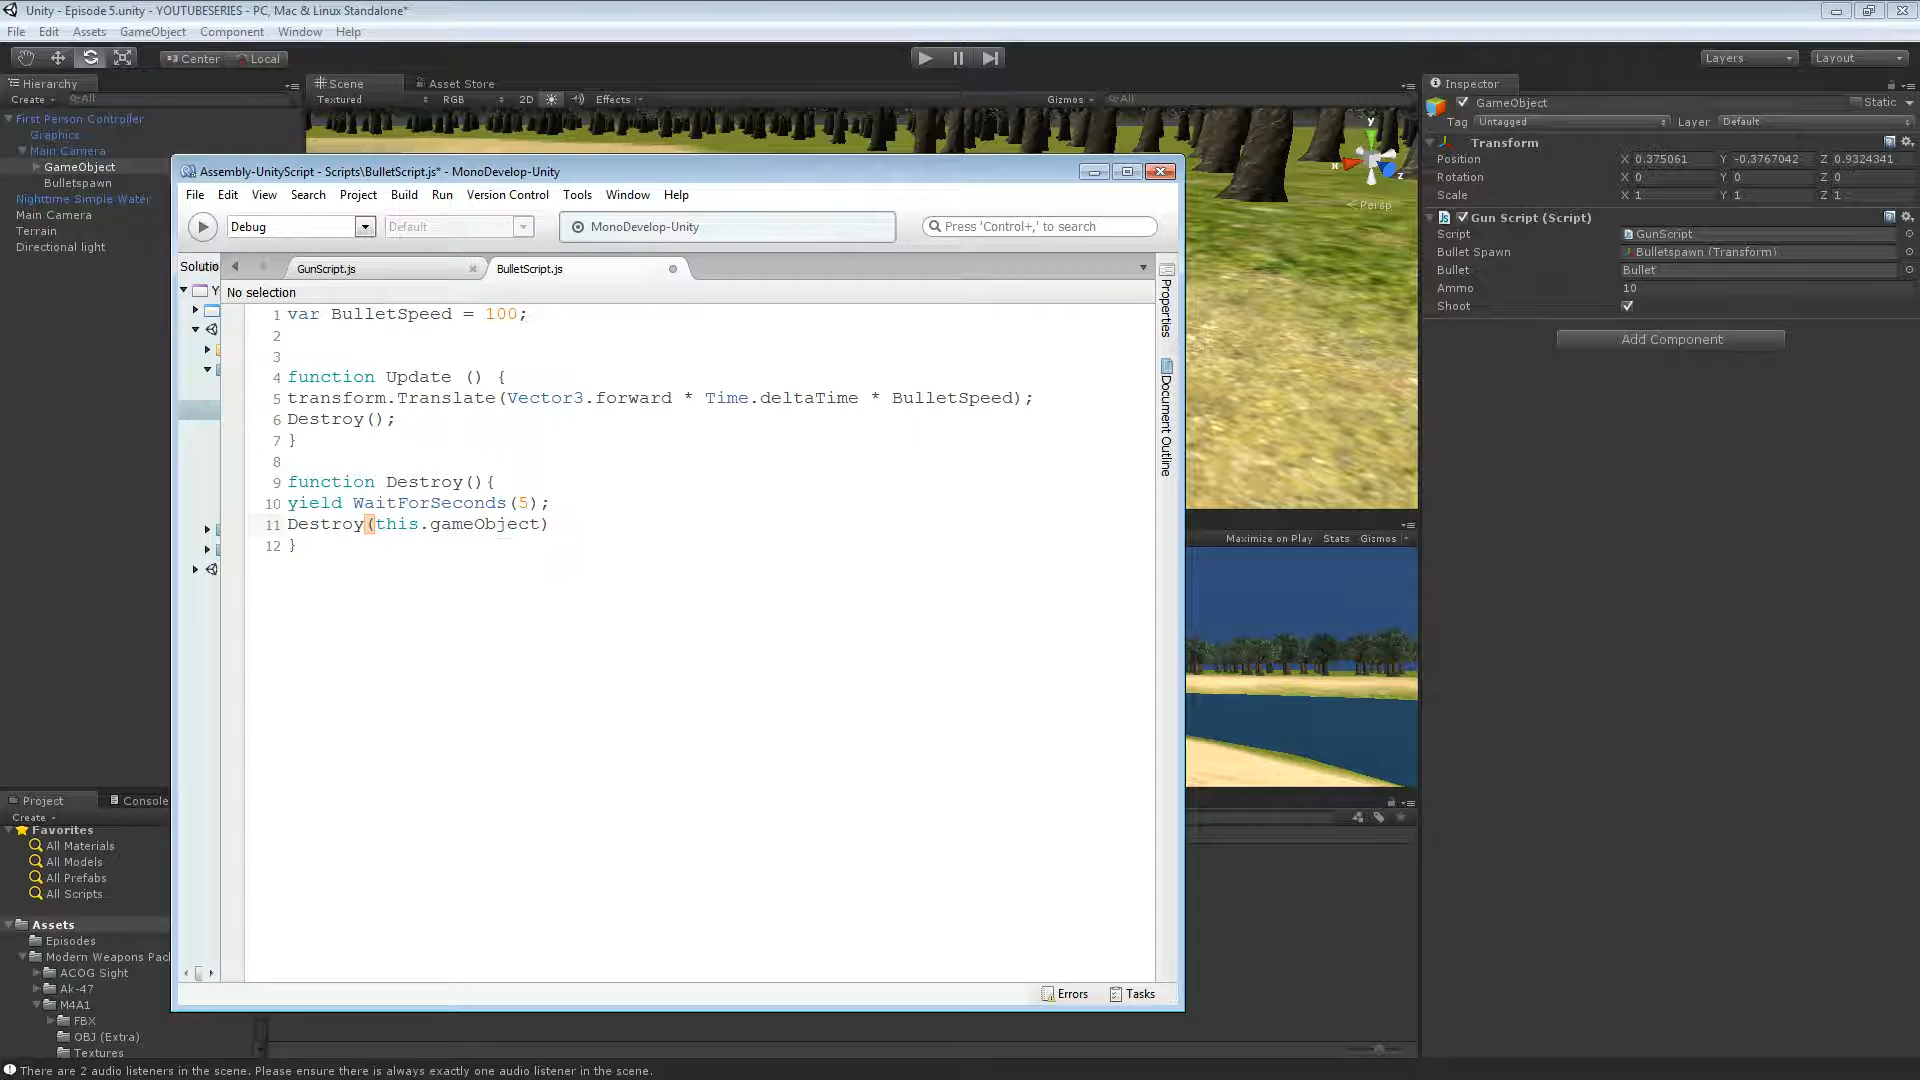 Unity - Episode 5.unity - YOUTUBESERIES - PC, Mac & Linux Standalone*
File Edit Assets GameObject Component Window Help
Center Local
Layers Layout
Hierarchy
Create All
First Person Controller
Graphics
Main Camera
GameObject
Bulletspawn
Nighttime Simple Water
Main Camera
Terrain
Directional light
Scene Asset Store
Textured RGB 2D Effects Gizmos All
y
x
z
Persp
Assembly-UnityScript - Scripts\BulletScript.js* - MonoDevelop-Unity
File Edit View Search Project Build Run Version Control Tools Window Help
Debug Default MonoDevelop-Unity Press 'Control+,' to search
Solutio GunScript.js BulletScript.js
Y No selection
1 var BulletSpeed = 100;
2
3
4 function Update () {
5 transform.Translate(Vector3.forward * Time.deltaTime * BulletSpeed);
6 Destroy();
7 }
8
9 function Destroy(){
10 yield WaitForSeconds(5);
11 Destroy(this.gameObject)
12 }
Properties
Document Outline
Errors Tasks
Maximize on Play Stats Gizmos
Inspector
GameObject Static
Tag Untagged Layer Default
Transform
Position X 0.375061 Y -0.3767042 Z 0.9324341
Rotation X 0 Y 0 Z 0
Scale X 1 Y 1 Z 1
Gun Script (Script)
Script GunScript
Bullet Spawn Bulletspawn (Transform)
Bullet Bullet
Ammo 10
Shoot
Add Component
Project Console
Create
Favorites
All Materials
All Models
All Prefabs
All Scripts
Assets
Episodes
Modern Weapons Pac
ACOG Sight
Ak-47
M4A1
FBX
OBJ (Extra)
Textures
There are 2 audio listeners in the scene. Please ensure there is always exactly one audio listener in the scene.